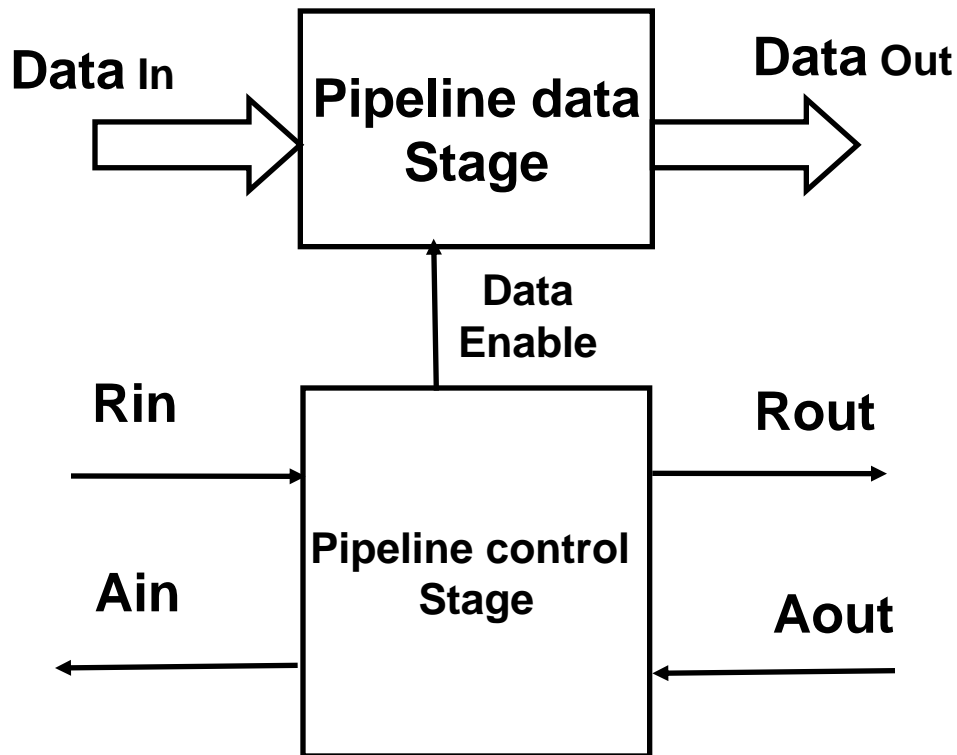 Data In
Pipeline data
Stage
Data Out
Data
Enable
Rin
Rout
Pipeline control
Stage
Ain
Aout